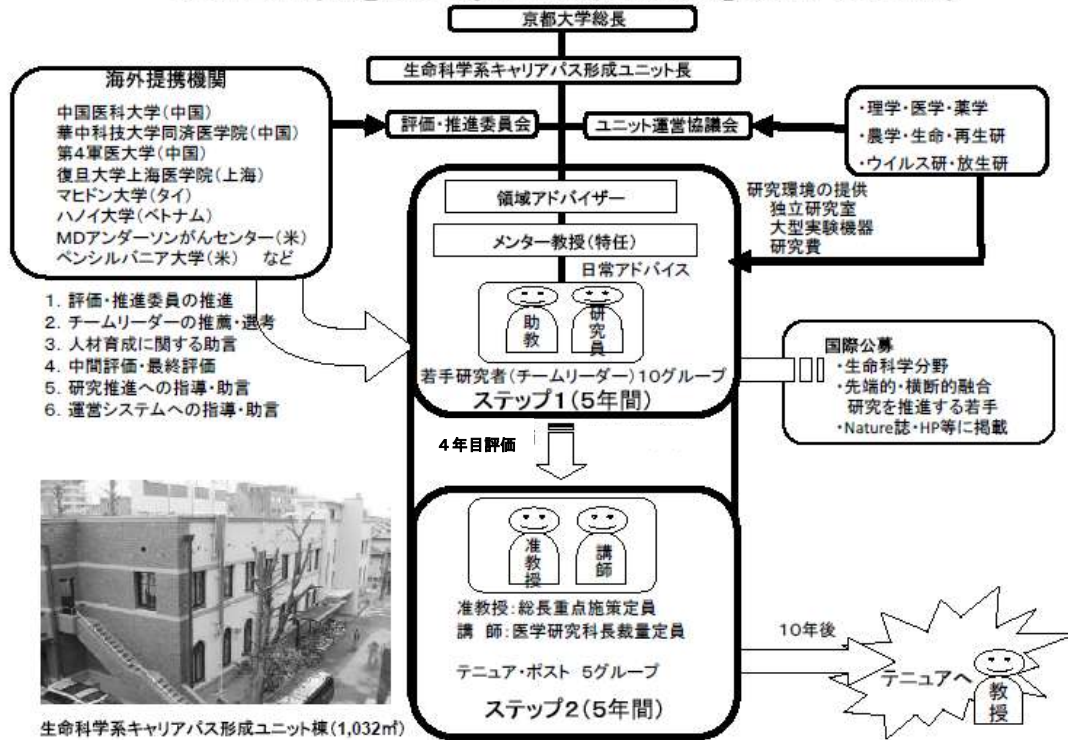 京都大学総長
生命科学系キャリアパス形成ユニット長
評価・推進委員会
ユニット運営協議会
海外提携機関
中国医科大学(中国)
華中科技大学同済医学院(中国)
第4軍医大学(中国)
復旦大学上海医学院(上海)
マヒドン大学(タイ)
ハノイ大学(ベトナム)
MDアンダーソンがんセンター(米)
ペンシルバニア大学(米) など
・理学・医学・薬学
・農学・生命・再生研
・ウイルス研・放生研
研究環境の提供
独立研究室
大型実験機器
研究費
領域アドバイザー
メンター教授(特任)
日常アドバイス
助教
研究員
若手研究者(チームリーダー)10グループ
ステップ1(5年間)
1. 評価・推進委員の推進
2. チームリーダーの推薦・選考
3. 人材育成に関する助言
4. 中間評価・最終評価
5. 研究推進への指導・助言
6. 運営システムへの指導・助言
国際公募
・生命科学分野
・先端的・横断的融合
研究を推進する若手
・Nature誌・HP等に掲載
4年目評価
准教授
講師
准教授:総長重点施策定員
講 師:医学研究科長裁量定員
テニュア・ポスト 5グループ
ステップ2(5年間)
10年後
テニュアへ
教授
生命科学系キャリアパス形成ユニット棟(1,032㎡)